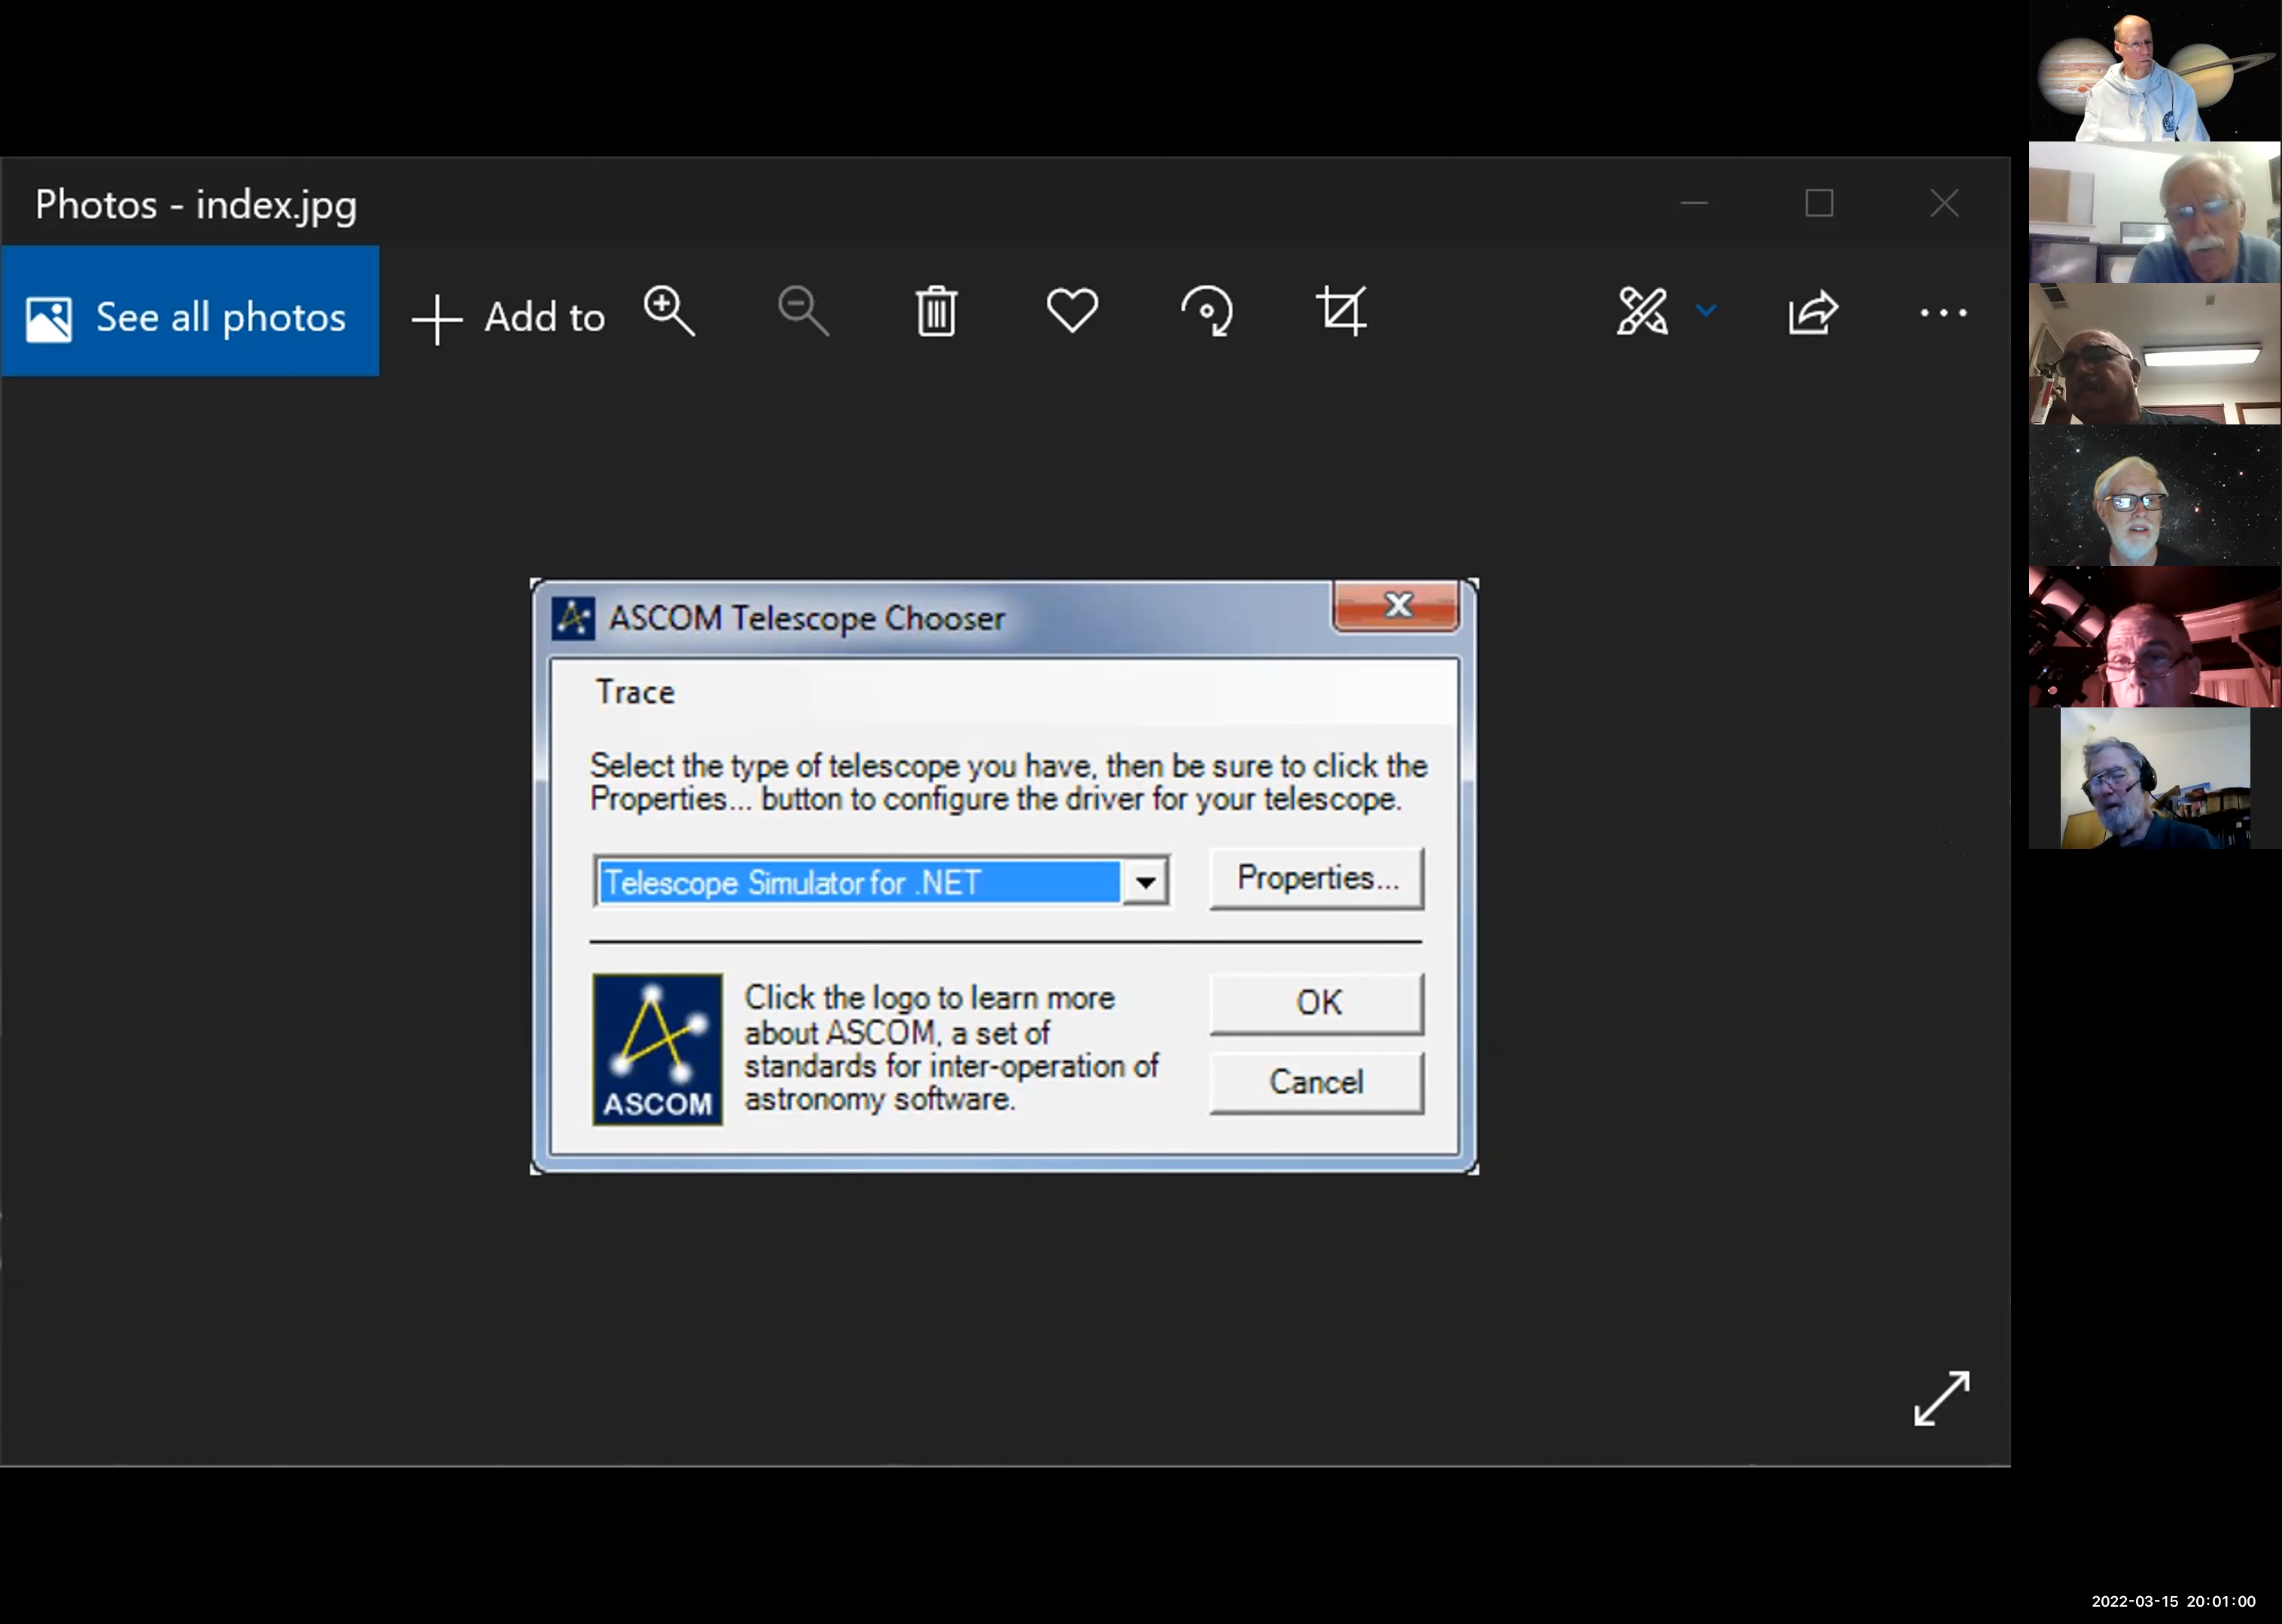 Photos - index.jpg
See all photos
Add to
ASCOM Telescope Chooser
Trace
Select the type of telescope you have, then be sure to click the
Properties... button to configure the driver for your telescope.
Telescope Simulator for .NET
Properties...
Click the logo to learn more
about ASCOM, a set of
standards for inter-operation of
astronomy software.
ASCOM
OK
Cancel
2022-03-15 20:01:00